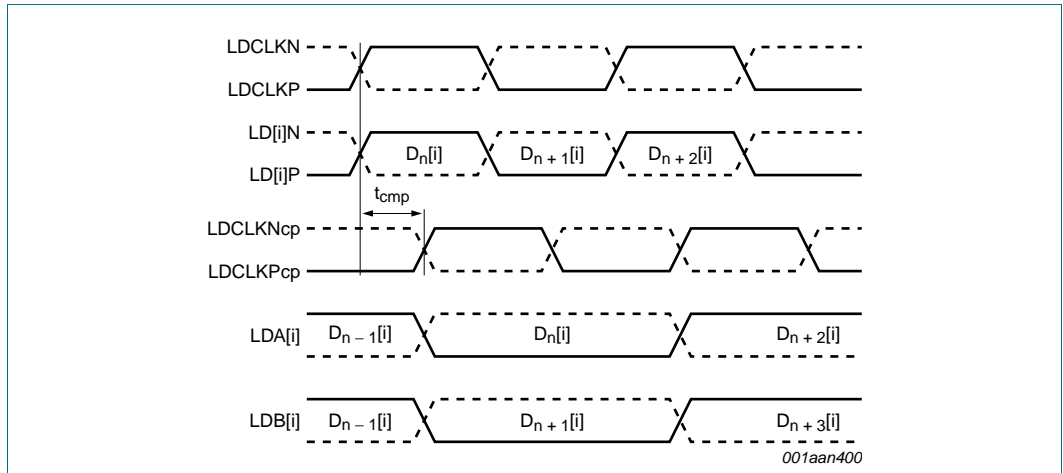 LDCLKN
LDCLKP
LD[i]N
LD[i]P
Dn[i] Dn + 1[i] Dn + 2[i]
tcmp
LDCLKNcp
LDCLKPcp
LDA[i] Dn − 1[i] Dn[i] Dn + 2[i]
LDB[i] Dn − 1[i] Dn + 1[i] Dn + 3[i]
001aan400